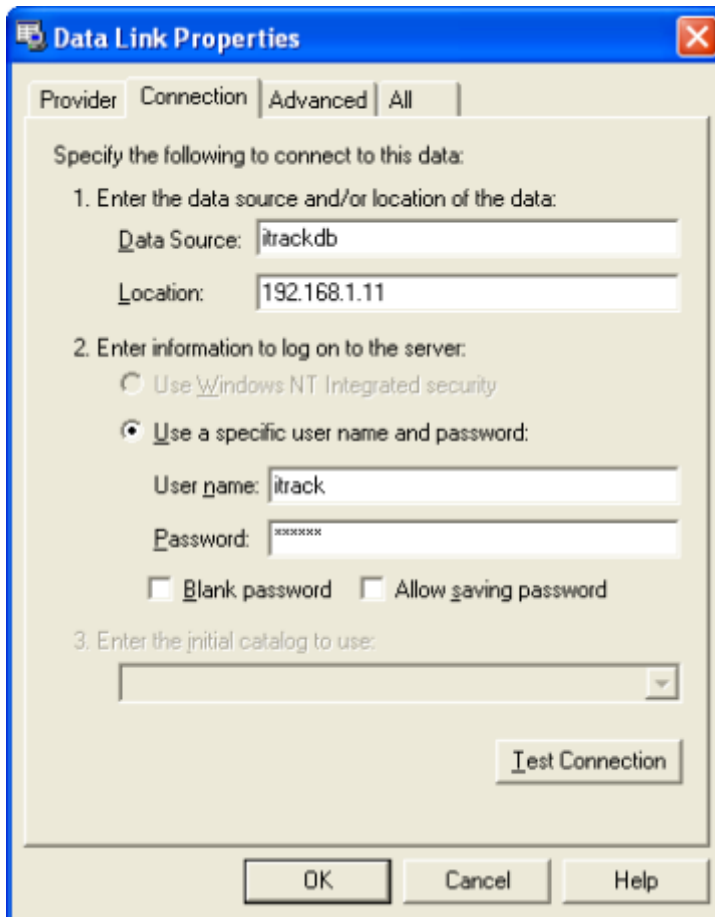 Data Link Properties
Provider Connection Advanced All
Specify the following to connect to this data:
1. Enter the data source and/or location of the data:
Data Source: itrackdb
Location: 192.168.1.11
2. Enter information to log on to the server:
Use Windows NT Integrated security
Use a specific user name and password:
User name: itrack
Password: ******
Blank password Allow saving password
3. Enter the initial catalog to use:
Test Connection
OK Cancel Help